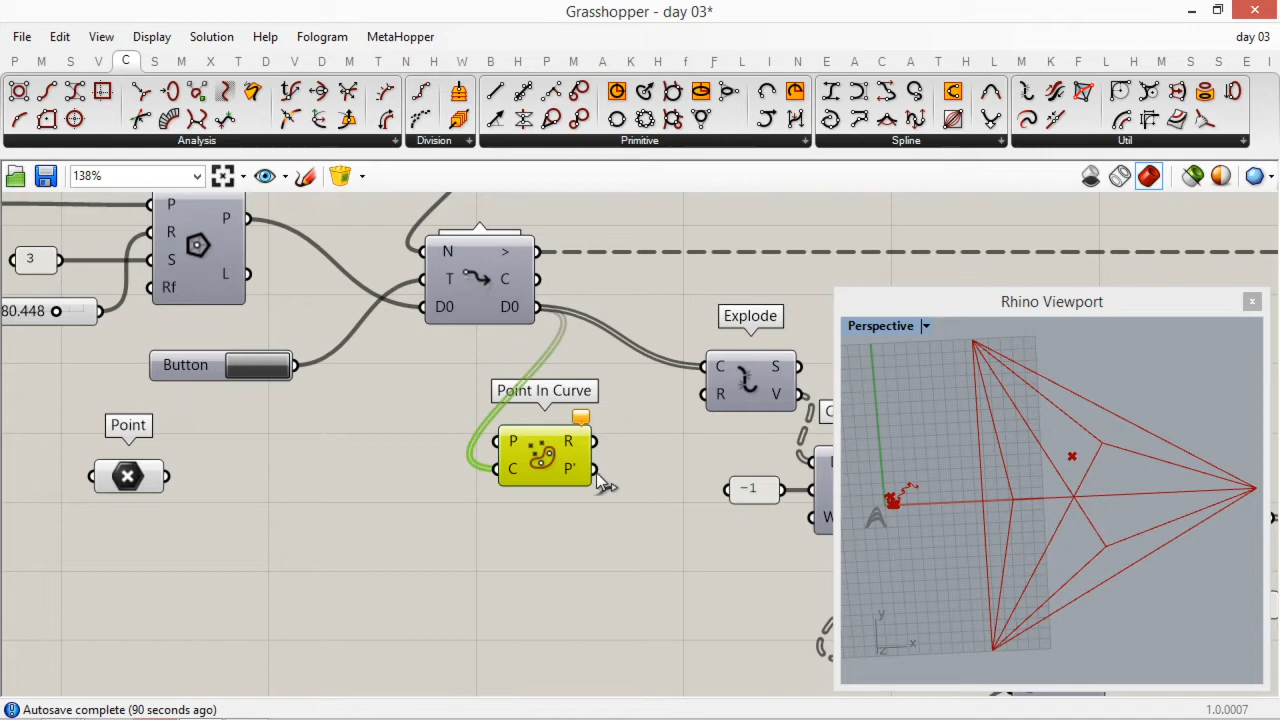 Grasshopper - day 03*
File Edit View Display Solution Help Fologram MetaHopper day 03
P M S V C S D M X R T D V M H W P S B D K M A F J U H I N E A C B L T I M K F J L P S S E I
Analysis + Division + Primitive + Spline + Util +
138%
P
R
S
Rf
P
L
3
80.448
N > 
T C
D0 D0
Button
Explode
C S
R V
Point In Curve
P R
C P'
Point
-1
W
Rhino Viewport x
Perspective
y
z x
Autosave complete (90 seconds ago) 1.0.0007